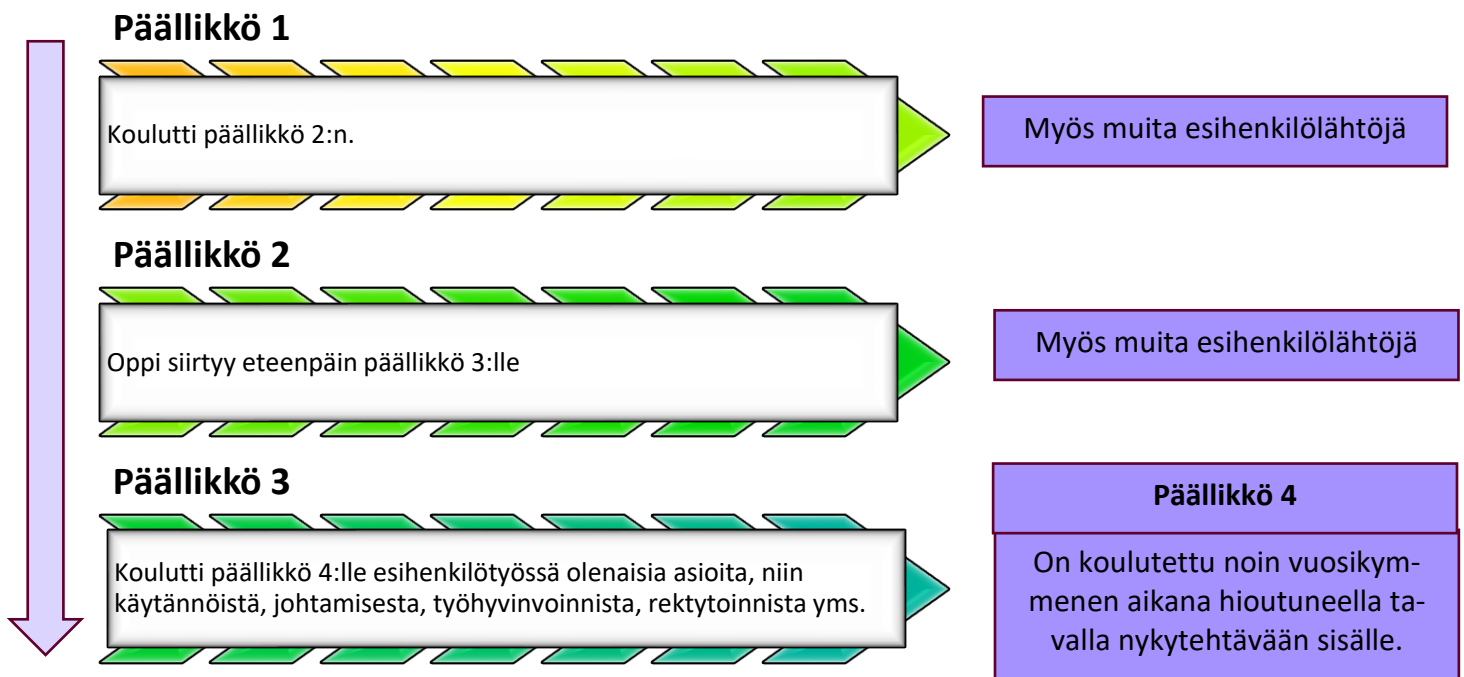 Päällikkö 1
Koulutti päällikkö 2:n.
Myös muita esihenkilölähtöjä
Päällikkö 2
Oppi siirtyy eteenpäin päällikkö 3:lle
Myös muita esihenkilölähtöjä
Päällikkö 3
Koulutti päällikkö 4:lle esihenkilötyössä olenaisia asioita, niin
käytännöistä, johtamisesta, työhyvinvoinnista, rektytoinnista yms.
Päällikkö 4
On koulutettu noin vuosikym-
menen aikana hioutuneella ta-
valla nykytehtävään sisälle.